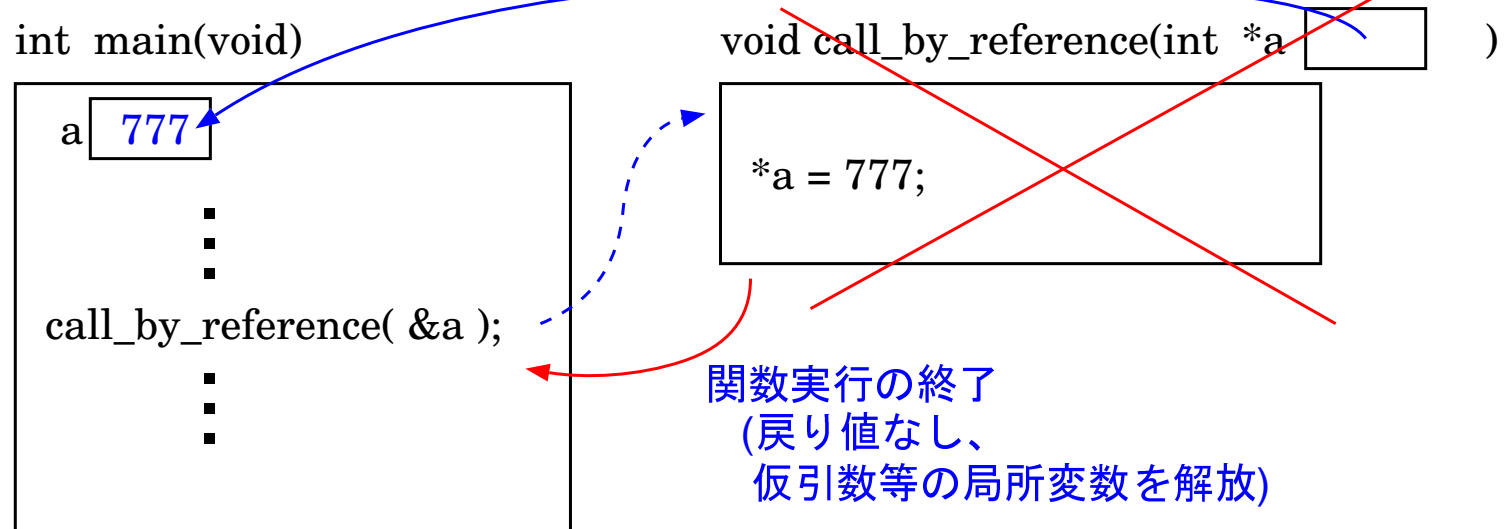 int main(void)
void call_by_reference(int *a )
a 777
*a = 777;
call_by_reference( &a );
関数実行の終了
(戻り値なし、
仮引数等の局所変数を解放)